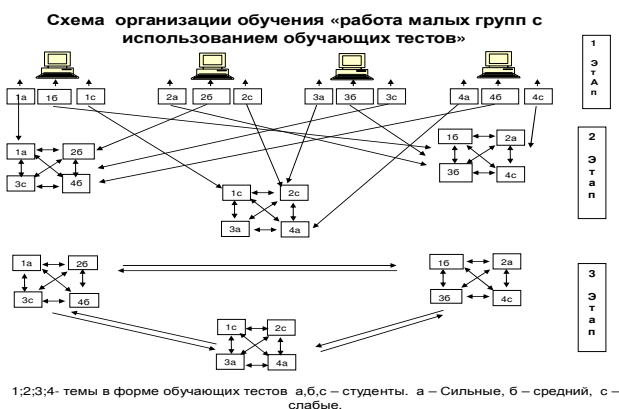 Схема организации обучения «работа малых групп с
использованием обучающих тестов»
1 Э т А п
1а 1б 1с 2а 2б 2с 3а 3б 3с 4а 4б 4с
2 Э т а п
1а 2б
3с 4б
1б 2а
3б 4с
1с 2с
3а 4а
3 Э т а п
1а 2б
3с 4б
1б 2а
3б 4с
1с 2с
3а 4а
1;2;3;4- темы в форме обучающих тестов а,б,с – студенты. а – Сильные, б – средний, с –
слабые.